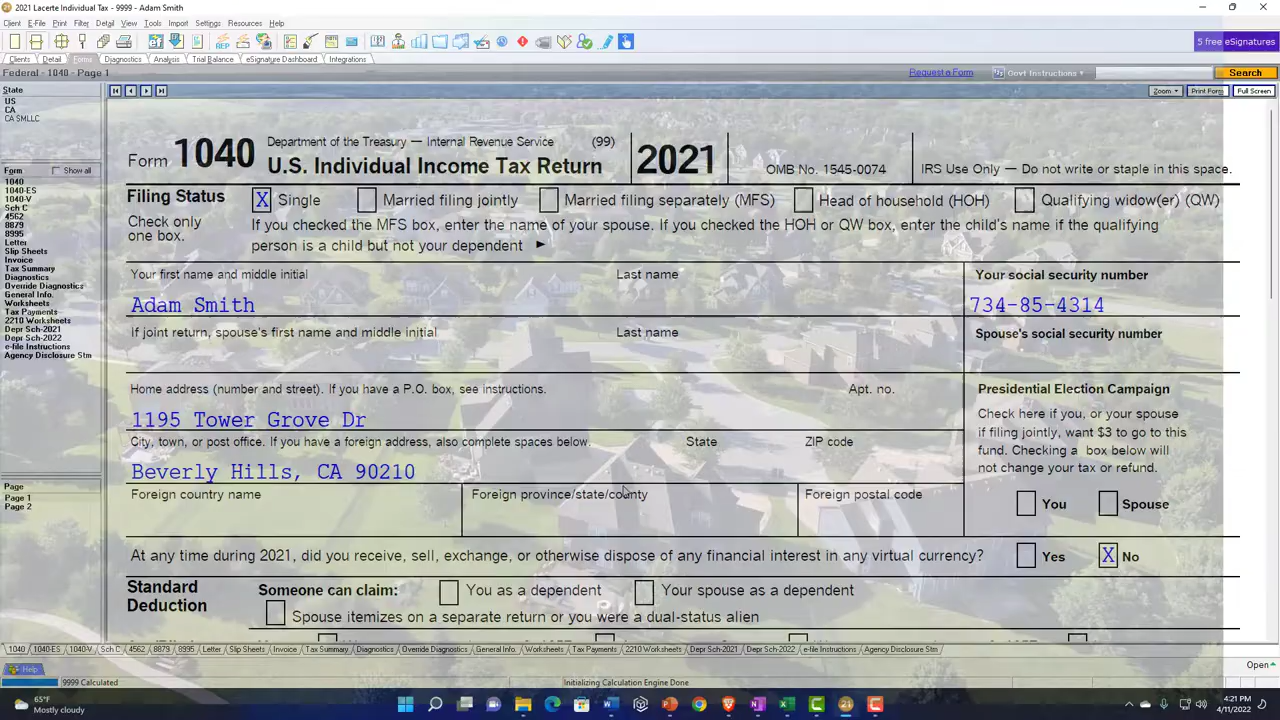 2021 Lacerte Individual Tax - 9999 - Adam Smith
Client E-File Print Filter Detail View Tools Import Settings Resources Help
5 free eSignatures
Clients Detail Forms Diagnostics Analysis Trial Balance eSignature Dashboard Integrations
Federal - 1040 - Page 1
Request a Form
Govt Instructions
Search
State
US
CA
CA SMLLC
Zoom
Print Form
Full Screen
Form
Show all
1040
1040-ES
1040-V
Sch C
4562
8879
8995
Letter
Slip Sheets
Invoice
Tax Summary
Diagnostics
Override Diagnostics
General Info.
Worksheets
Tax Payments
2210 Worksheets
Depr Sch-2021
Depr Sch-2022
e-file Instructions
Agency Disclosure Stm
Page
Page 1
Page 2
Form 1040
Department of the Treasury — Internal Revenue Service (99)
U.S. Individual Income Tax Return
2021
OMB No. 1545-0074
IRS Use Only — Do not write or staple in this space.
Filing Status
Check only
one box.
X Single Married filing jointly Married filing separately (MFS) Head of household (HOH) Qualifying widow(er) (QW)
If you checked the MFS box, enter the name of your spouse. If you checked the HOH or QW box, enter the child's name if the qualifying
person is a child but not your dependent ►
Your first name and middle initial Last name Your social security number
Adam Smith 734-85-4314
If joint return, spouse's first name and middle initial Last name Spouse's social security number
Home address (number and street). If you have a P.O. box, see instructions. Apt. no.
1195 Tower Grove Dr
City, town, or post office. If you have a foreign address, also complete spaces below. State ZIP code
Beverly Hills, CA 90210
Foreign country name Foreign province/state/county Foreign postal code
Presidential Election Campaign
Check here if you, or your spouse
if filing jointly, want $3 to go to this
fund. Checking a box below will
not change your tax or refund.
You Spouse
At any time during 2021, did you receive, sell, exchange, or otherwise dispose of any financial interest in any virtual currency? Yes X No
Standard
Deduction
Someone can claim: You as a dependent Your spouse as a dependent
Spouse itemizes on a separate return or you were a dual-status alien
1040 1040-ES 1040-V Sch C 4562 8879 8995 Letter Slip Sheets Invoice Tax Summary Diagnostics Override Diagnostics General Info. Worksheets Tax Payments 2210 Worksheets Depr Sch-2021 Depr Sch-2022 e-file Instructions Agency Disclosure Stm
Help
Open
9999 Calculated
Initializing Calculation Engine Done
65°F
Mostly cloudy
4:21 PM
4/11/2022